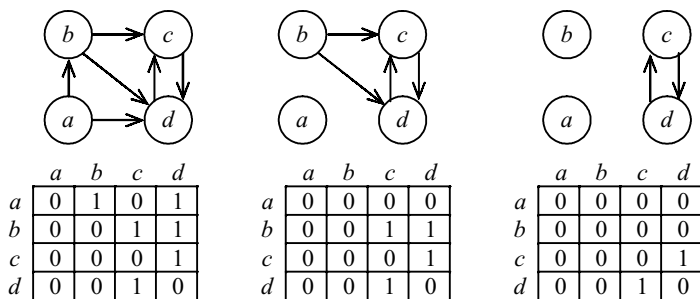 b c b c b c
a d a d a d
a b c d a b c d a b c d
a 0 1 0 1 a 0 0 0 0 a 0 0 0 0
b 0 0 1 1 b 0 0 1 1 b 0 0 0 0
c 0 0 0 1 c 0 0 0 1 c 0 0 0 1
d 0 0 1 0 d 0 0 1 0 d 0 0 1 0